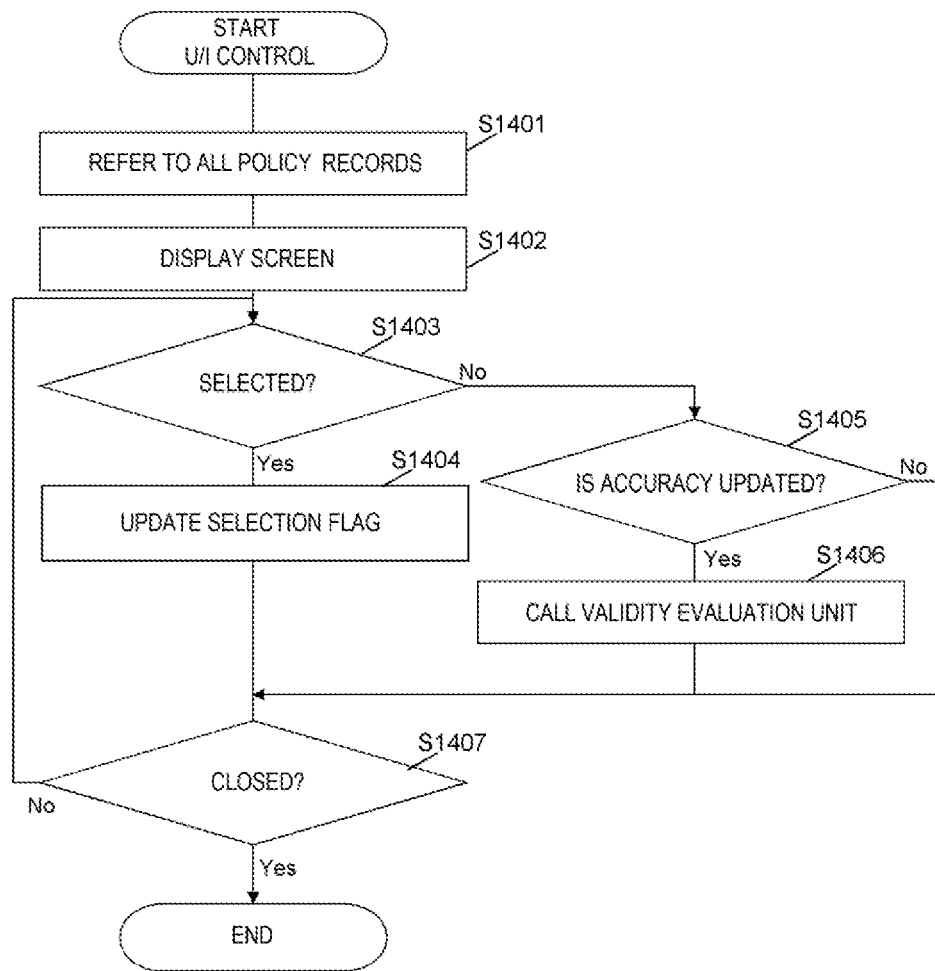 START
U/I CONTROL
S1401
REFER TO ALL POLICY RECORDS
S1402
DISPLAY SCREEN
S1403
SELECTED?
No
Yes
S1404
UPDATE SELECTION FLAG
S1405
IS ACCURACY UPDATED?
No
Yes
S1406
CALL VALIDITY EVALUATION UNIT
S1407
CLOSED?
No
Yes
END